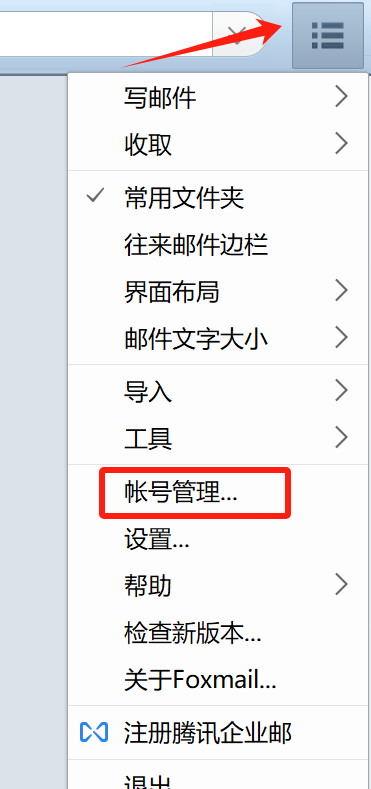 写邮件
收取
常用文件夹
往来邮件边栏
界面布局
邮件文字大小
导入
工具
帐号管理...
设置...
帮助
检查新版本...
关于Foxmail...
注册腾讯企业邮
退出